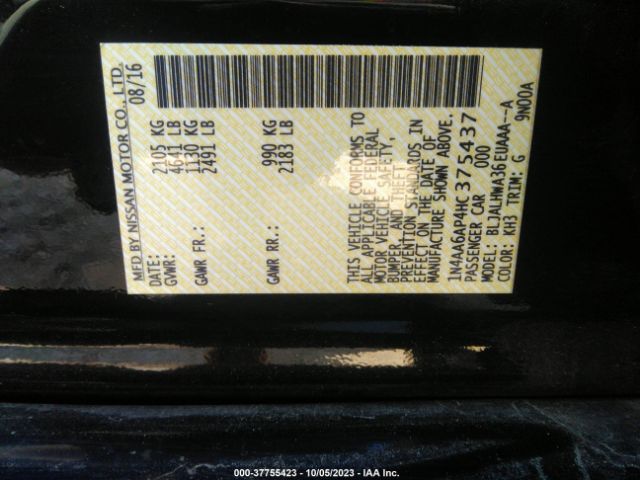 MFD BY NISSAN MOTOR CO., LTD.
DATE: 08/16
GVWR: 2105 KG
4641 LB
GAWR FR.: 1130 KG
2491 LB
GAWR RR.: 990 KG
2183 LB
THIS VEHICLE CONFORMS TO
ALL APPLICABLE FEDERAL
MOTOR VEHICLE SAFETY,
BUMPER, AND THEFT
PREVENTION STANDARDS IN
EFFECT ON THE DATE OF
MANUFACTURE SHOWN ABOVE.
1N4AA6AP4HC375437
PASSENGER CAR 000
MODEL: BLJALHWA36EUAAA--A
COLOR: KH3 TRIM: G 9W00A
000-37755423 - 10/05/2023 - IAA Inc.